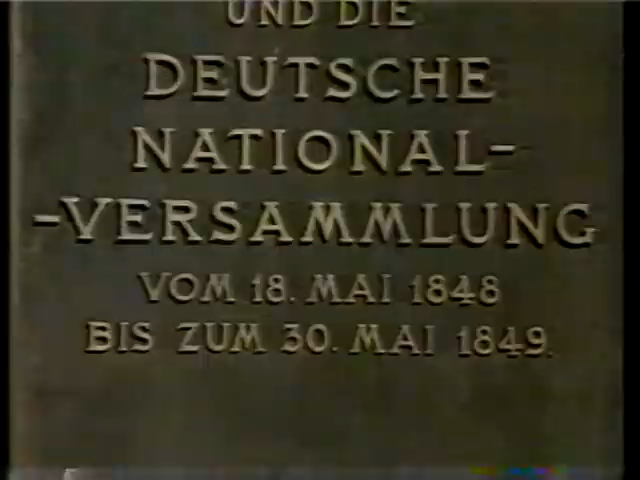 UND DIE
DEUTSCHE
NATIONAL-
-VERSAMMLUNG
VOM 18. MAI 1848
BIS ZUM 30. MAI 1849.